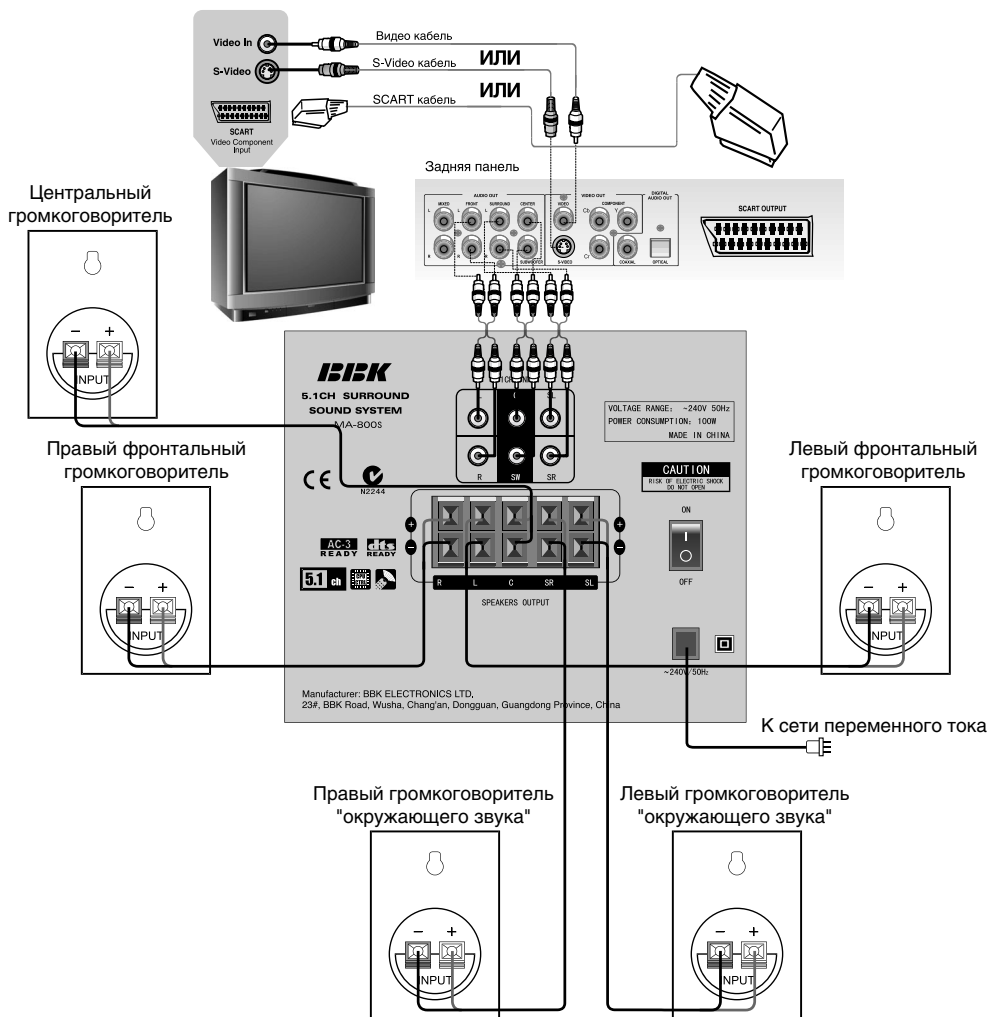 Video In
Видео кабель
S-Video
S-Video кабель
ИЛИ
SCART кабель
ИЛИ
SCART
Video Component
Input
Задняя панель
AUDIO OUT
VIDEO OUT
DIGITAL
AUDIO OUT
MIXED
FRONT
SURROUND
CENTER
VIDEO
COMPONENT
L
L
L
Cb
R
R
R
SUBWOOFER
S-VIDEO
Cr
COAXIAL
OPTICAL
SCART OUTPUT
Центральный
громкоговоритель
- +
INPUT
BBK
5.1CH SURROUND
SOUND SYSTEM
MA-800S
L C SL
R SW SR
VOLTAGE RANGE: ~240V 50Hz
POWER CONSUMPTION: 100W
MADE IN CHINA
CAUTION
RISK OF ELECTRIC SHOCK
DO NOT OPEN
CE
N2244
ON
OFF
AC-3
READY
dts
READY
5.1 ch
+ +
- -
R L C SR SL
SPEAKERS OUTPUT
~240V/50Hz
Manufacturer: BBK ELECTRONICS LTD,
23#, BBK Road, Wusha, Chang'an, Dongguan, Guangdong Province, China
Правый фронтальный
громкоговоритель
- +
INPUT
Левый фронтальный
громкоговоритель
- +
INPUT
К сети переменного тока
Правый громкоговоритель
"окружающего звука"
- +
INPUT
Левый громкоговоритель
"окружающего звука"
- +
INPUT